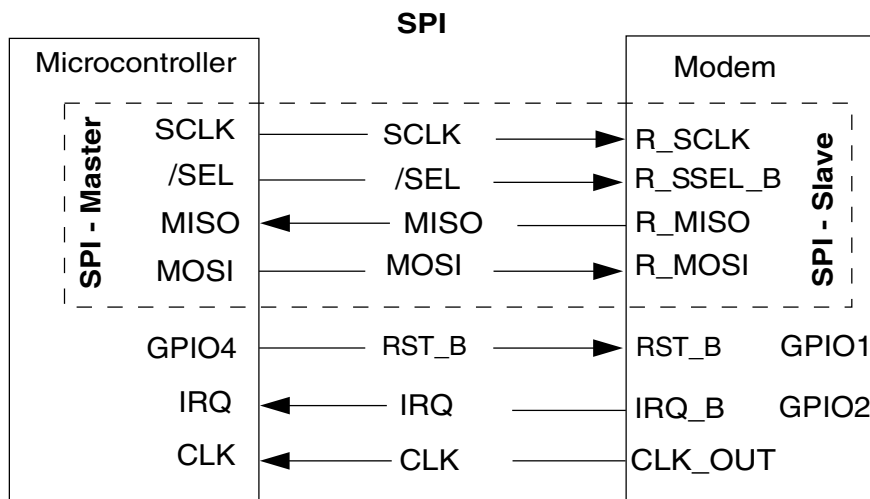 SPI
Microcontroller Modem
SCLK SCLK R_SCLK
/SEL /SEL R_SSEL_B
MISO MISO R_MISO
MOSI MOSI R_MOSI
SPI - Master
SPI - Slave
GPIO4 RST_B RST_B GPIO1
IRQ IRQ IRQ_B GPIO2
CLK CLK CLK_OUT